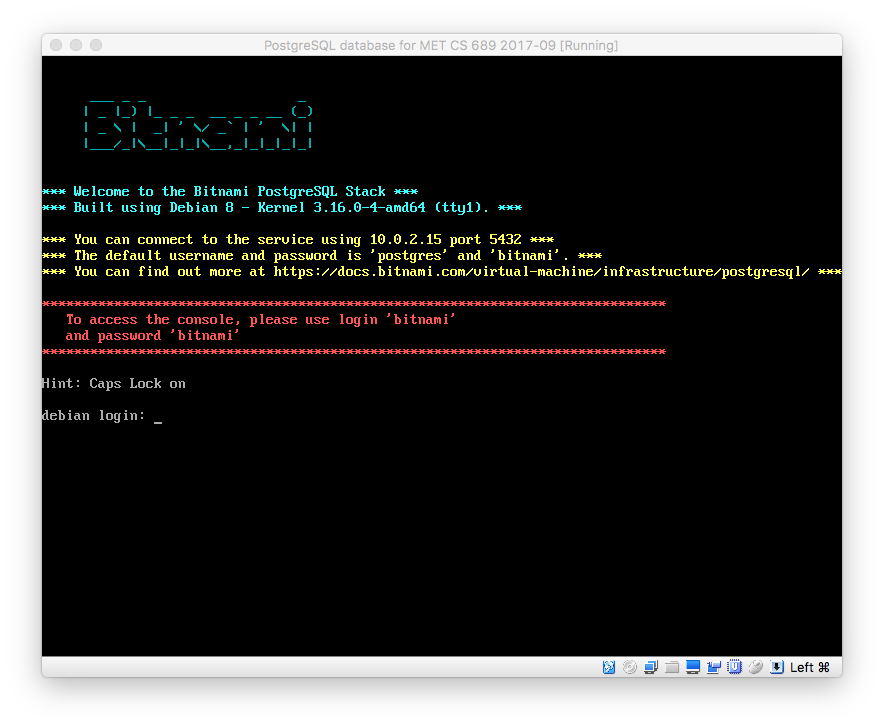 PostgreSQL database for MET CS 689 2017-09 [Running]
Bitnami
*** Welcome to the Bitnami PostgreSQL Stack ***
*** Built using Debian 8 - Kernel 3.16.0-4-amd64 (tty1). ***
*** You can connect to the service using 10.0.2.15 port 5432 ***
*** The default username and password is 'postgres' and 'bitnami'. ***
*** You can find out more at https://docs.bitnami.com/virtual-machine/infrastructure/postgresql/ ***
******************************************************************************
To access the console, please use login 'bitnami'
and password 'bitnami'
******************************************************************************
Hint: Caps Lock on
debian login: _
Left ⌘